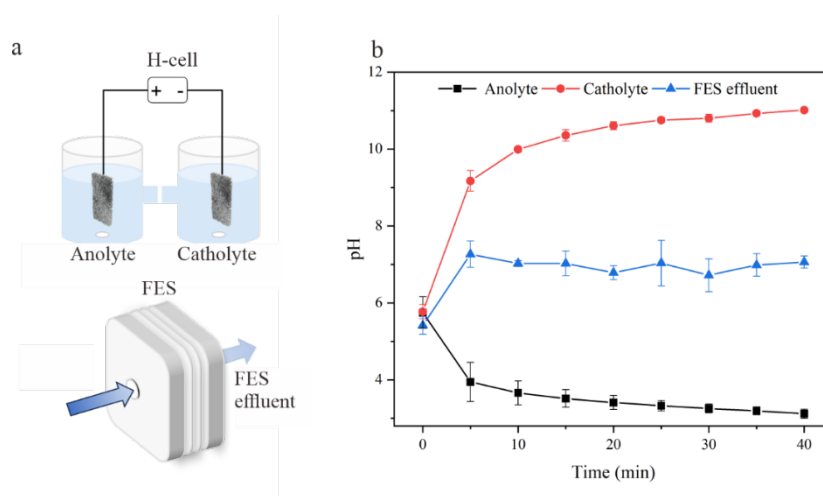 a
H-cell
+ -
Anolyte Catholyte
FES
FES
effluent
b
Anolyte Catholyte FES effluent
12
10
8
6
4
pH
0 10 20 30 40
Time (min)